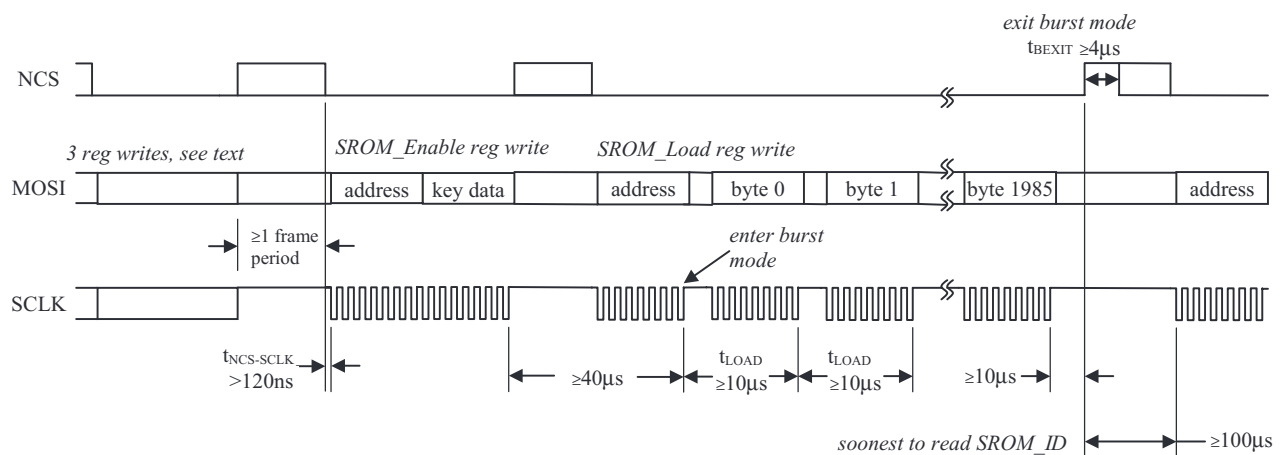 exit burst mode
tBEXIT ≥4μs
NCS
3 reg writes, see text
SROM_Enable reg write
SROM_Load reg write
MOSI
address
key data
address
byte 0
byte 1
byte 1985
address
≥1 frame
period
enter burst
mode
SCLK
tNCS-SCLK
>120ns
≥40μs
tLOAD
≥10μs
tLOAD
≥10μs
≥10μs
soonest to read SROM_ID
≥100μs